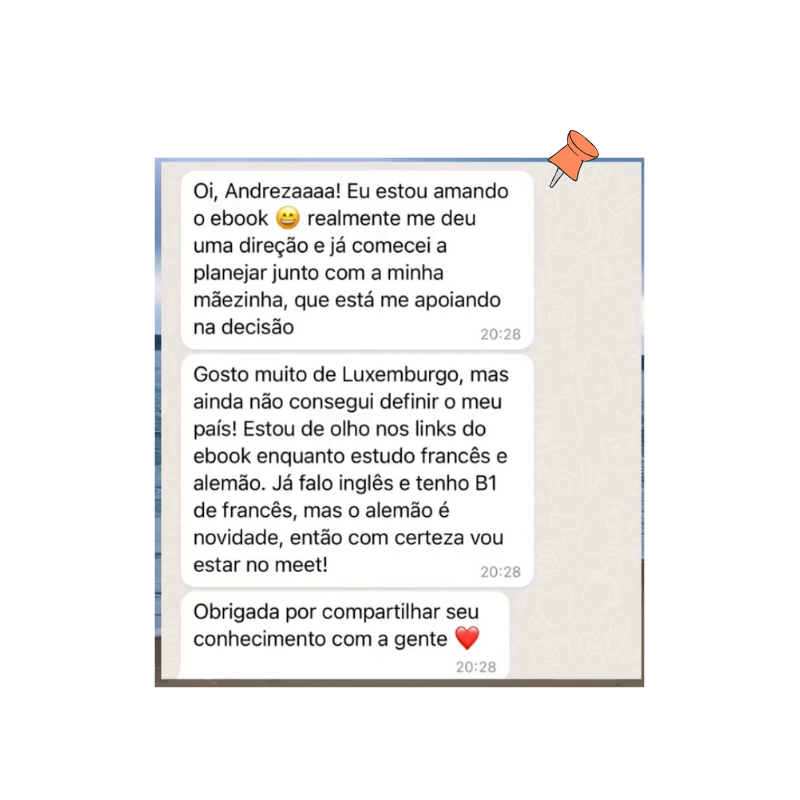 Oi, Andrezaaaa! Eu estou amando
o ebook 😄 realmente me deu
uma direção e já comecei a
planejar junto com a minha
mãezinha, que está me apoiando
na decisão
20:28
Gosto muito de Luxemburgo, mas
ainda não consegui definir o meu
país! Estou de olho nos links do
ebook enquanto estudo francês e
alemão. Já falo inglês e tenho B1
de francês, mas o alemão é
novidade, então com certeza vou
estar no meet!
20:28
Obrigada por compartilhar seu
conhecimento com a gente ❤️
20:28